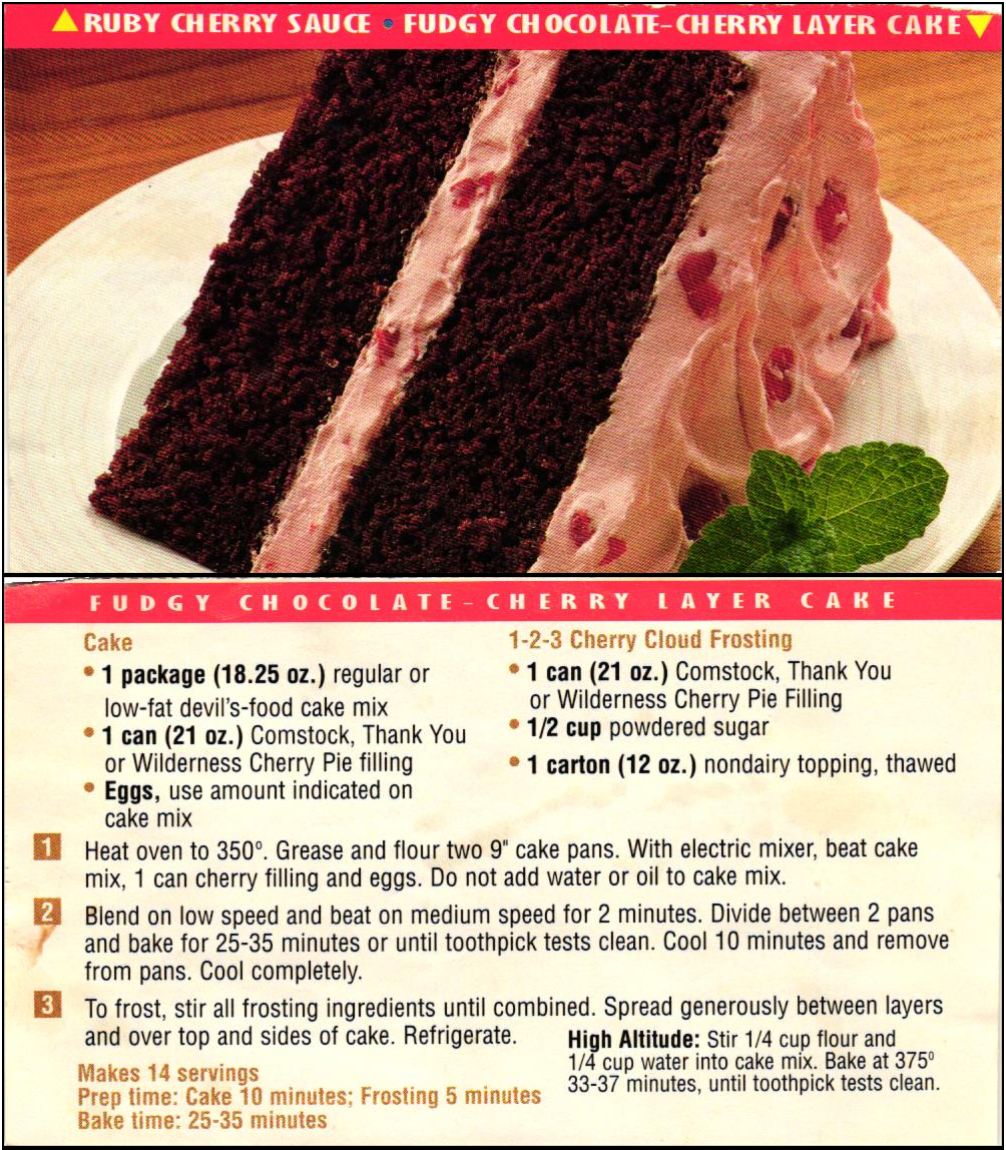 RUBY CHERRY SAUCE • FUDGY CHOCOLATE-CHERRY LAYER CAKE
FUDGY CHOCOLATE-CHERRY LAYER CAKE
Cake
• 1 package (18.25 oz.) regular or
low-fat devil's-food cake mix
• 1 can (21 oz.) Comstock, Thank You
or Wilderness Cherry Pie filling
• Eggs, use amount indicated on
cake mix
1-2-3 Cherry Cloud Frosting
• 1 can (21 oz.) Comstock, Thank You
or Wilderness Cherry Pie Filling
• 1/2 cup powdered sugar
• 1 carton (12 oz.) nondairy topping, thawed
1 Heat oven to 350°. Grease and flour two 9" cake pans. With electric mixer, beat cake
mix, 1 can cherry filling and eggs. Do not add water or oil to cake mix.
2 Blend on low speed and beat on medium speed for 2 minutes. Divide between 2 pans
and bake for 25-35 minutes or until toothpick tests clean. Cool 10 minutes and remove
from pans. Cool completely.
3 To frost, stir all frosting ingredients until combined. Spread generously between layers
and over top and sides of cake. Refrigerate.
High Altitude: Stir 1/4 cup flour and
1/4 cup water into cake mix. Bake at 375°
33-37 minutes, until toothpick tests clean.
Makes 14 servings
Prep time: Cake 10 minutes; Frosting 5 minutes
Bake time: 25-35 minutes